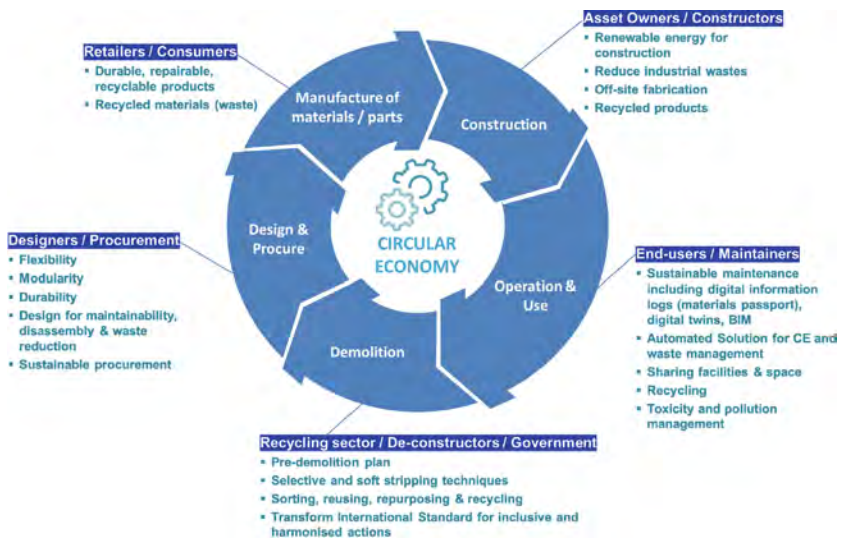 Asset Owners / Constructors
▪ Renewable energy for
construction
▪ Reduce industrial wastes
▪ Off-site fabrication
▪ Recycled products
Retailers / Consumers
▪ Durable, repairable,
recyclable products
▪ Recycled materials (waste)
Manufacture of
materials / parts
Construction
Design &
Procure
CIRCULAR
ECONOMY
Operation &
Use
Demolition
Designers / Procurement
▪ Flexibility
▪ Modularity
▪ Durability
▪ Design for maintainability,
disassembly & waste
reduction
▪ Sustainable procurement
End-users / Maintainers
▪ Sustainable maintenance
including digital information
logs (materials passport),
digital twins, BIM
▪ Automated Solution for CE and
waste management
▪ Sharing facilities & space
▪ Recycling
▪ Toxicity and pollution
management
Recycling sector / De-constructors / Government
▪ Pre-demolition plan
▪ Selective and soft stripping techniques
▪ Sorting, reusing, repurposing & recycling
▪ Transform International Standard for inclusive and
harmonised actions